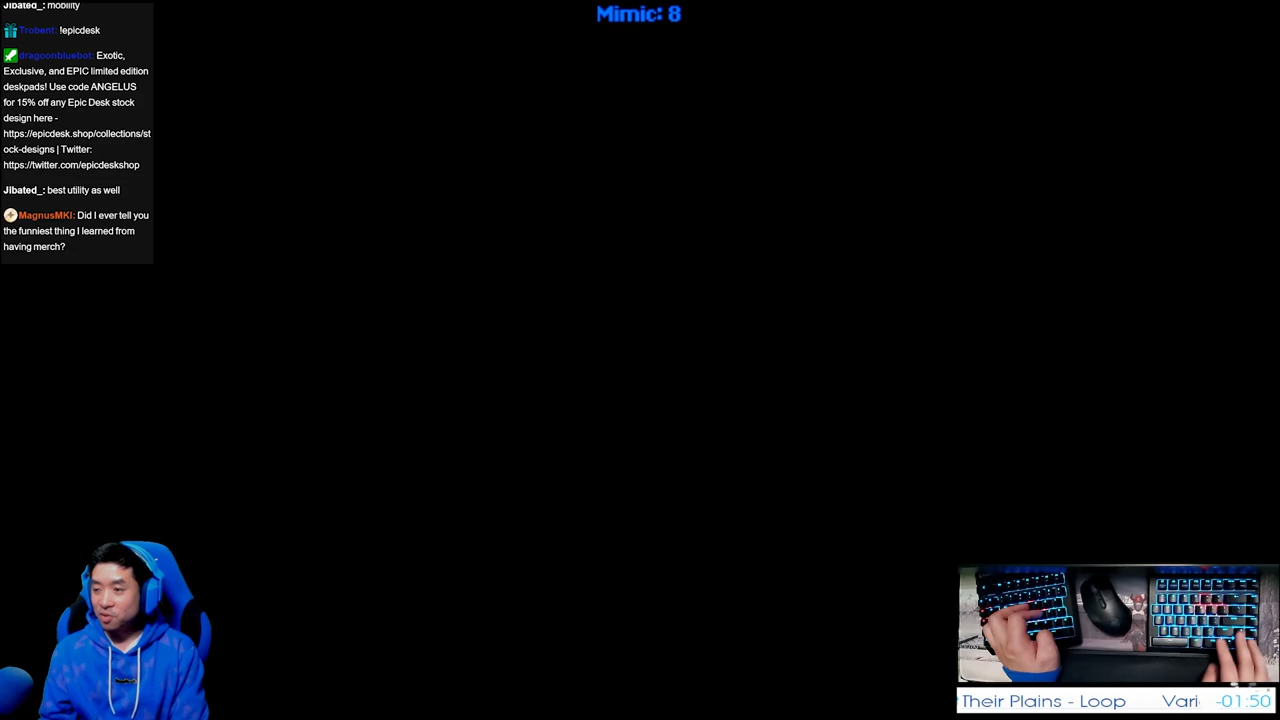 Jibated_: mobility
Trobent: !epicdesk
dragoonbluebot: Exotic,
Exclusive, and EPIC limited edition
deskpads! Use code ANGELUS
for 15% off any Epic Desk stock
design here -
https://epicdesk.shop/collections/st
ock-designs | Twitter:
https://twitter.com/epicdeskshop
Jibated_: best utility as well
MagnusMKI: Did I ever tell you
the funniest thing I learned from
having merch?
Mimic: 8
Their Plains - Loop Vari -01:50